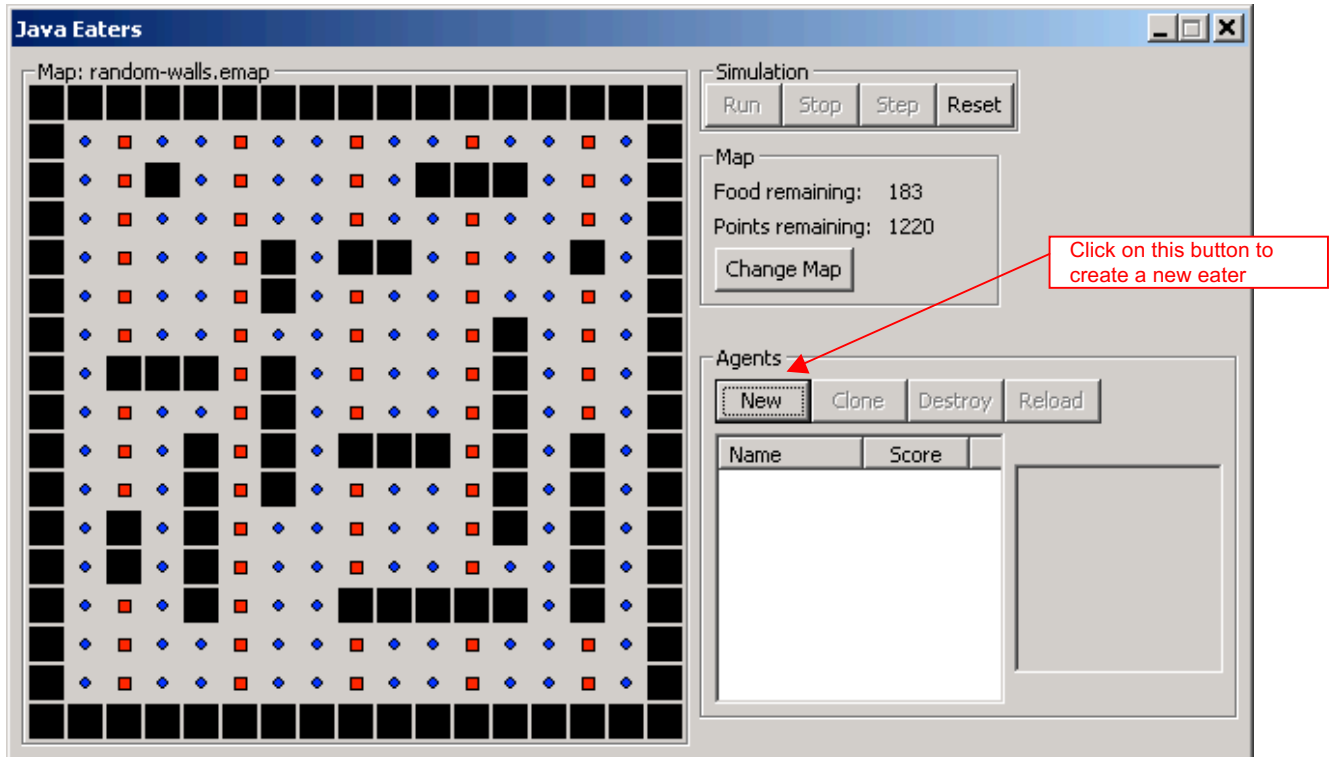 Java Eaters
Map: random-walls.emap
Simulation
Run Stop Step Reset
Map
Food remaining: 183
Points remaining: 1220
Change Map
Click on this button to
create a new eater
Agents
New Clone Destroy Reload
Name Score